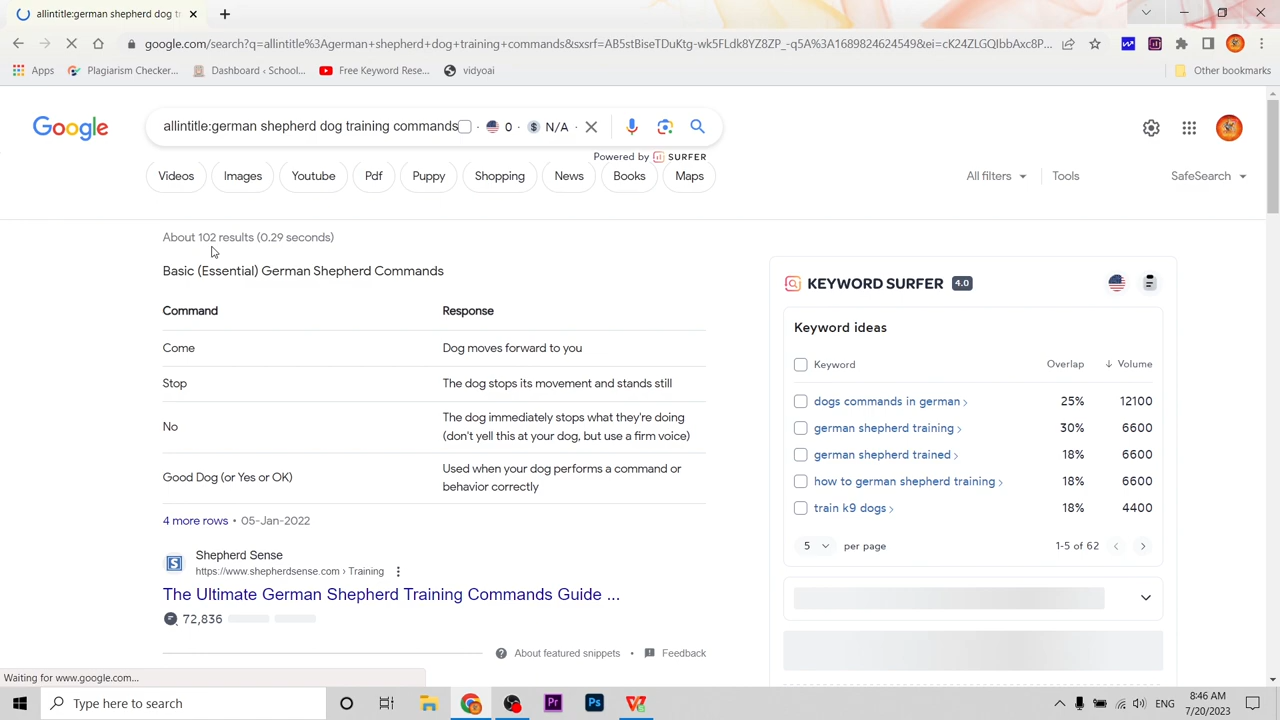 allintitle:german shepherd dog t
google.com/search?q=allintitle%3Agerman+shepherd+dog+training+commands&sxsrf=AB5stBiseTDuKtg-wk5FLdk8YZ8ZP_-q5A%3A1689824634549&ei=cK24ZLGQIbbAxc8P...
Apps
Plagiarism Checker...
Dashboard ‹ School...
Free Keyword Rese...
vidyoai
Other bookmarks
Google
allintitle:german shepherd dog training commands
0
N/A
Powered by SURFER
Videos
Images
Youtube
Pdf
Puppy
Shopping
News
Books
Maps
All filters
Tools
SafeSearch
About 102 results (0.29 seconds)
Basic (Essential) German Shepherd Commands
Command Response
Come Dog moves forward to you
Stop The dog stops its movement and stands still
No The dog immediately stops what they're doing
(don't yell this at your dog, but use a firm voice)
Good Dog (or Yes or OK) Used when your dog performs a command or
behavior correctly
4 more rows • 05-Jan-2022
Shepherd Sense
https://www.shepherdsense.com › Training
The Ultimate German Shepherd Training Commands Guide ...
72,836
About featured snippets • Feedback
KEYWORD SURFER 4.0
Keyword ideas
Keyword Overlap Volume
dogs commands in german 25% 12100
german shepherd training 30% 6600
german shepherd trained 18% 6600
how to german shepherd training 18% 6600
train k9 dogs 18% 4400
5 per page 1-5 of 62
Waiting for www.google.com...
Type here to search
Pr
Ps
ENG
8:46 AM
7/20/2023